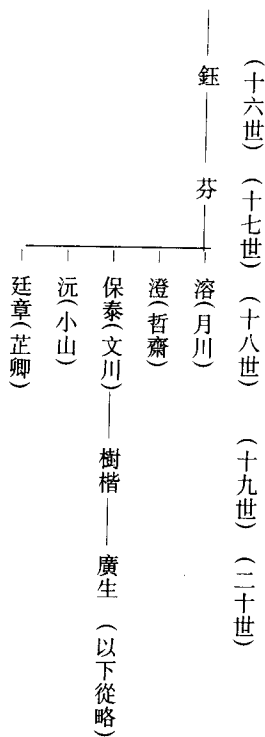 (十六世) (十七世) (十八世) (十九世) (二十世)
鈺 芬
溶(月川)
澄(哲齋)
保泰(文川) 樹楷 廣生 (以下從略)
沅(小山)
廷章(芷卿)